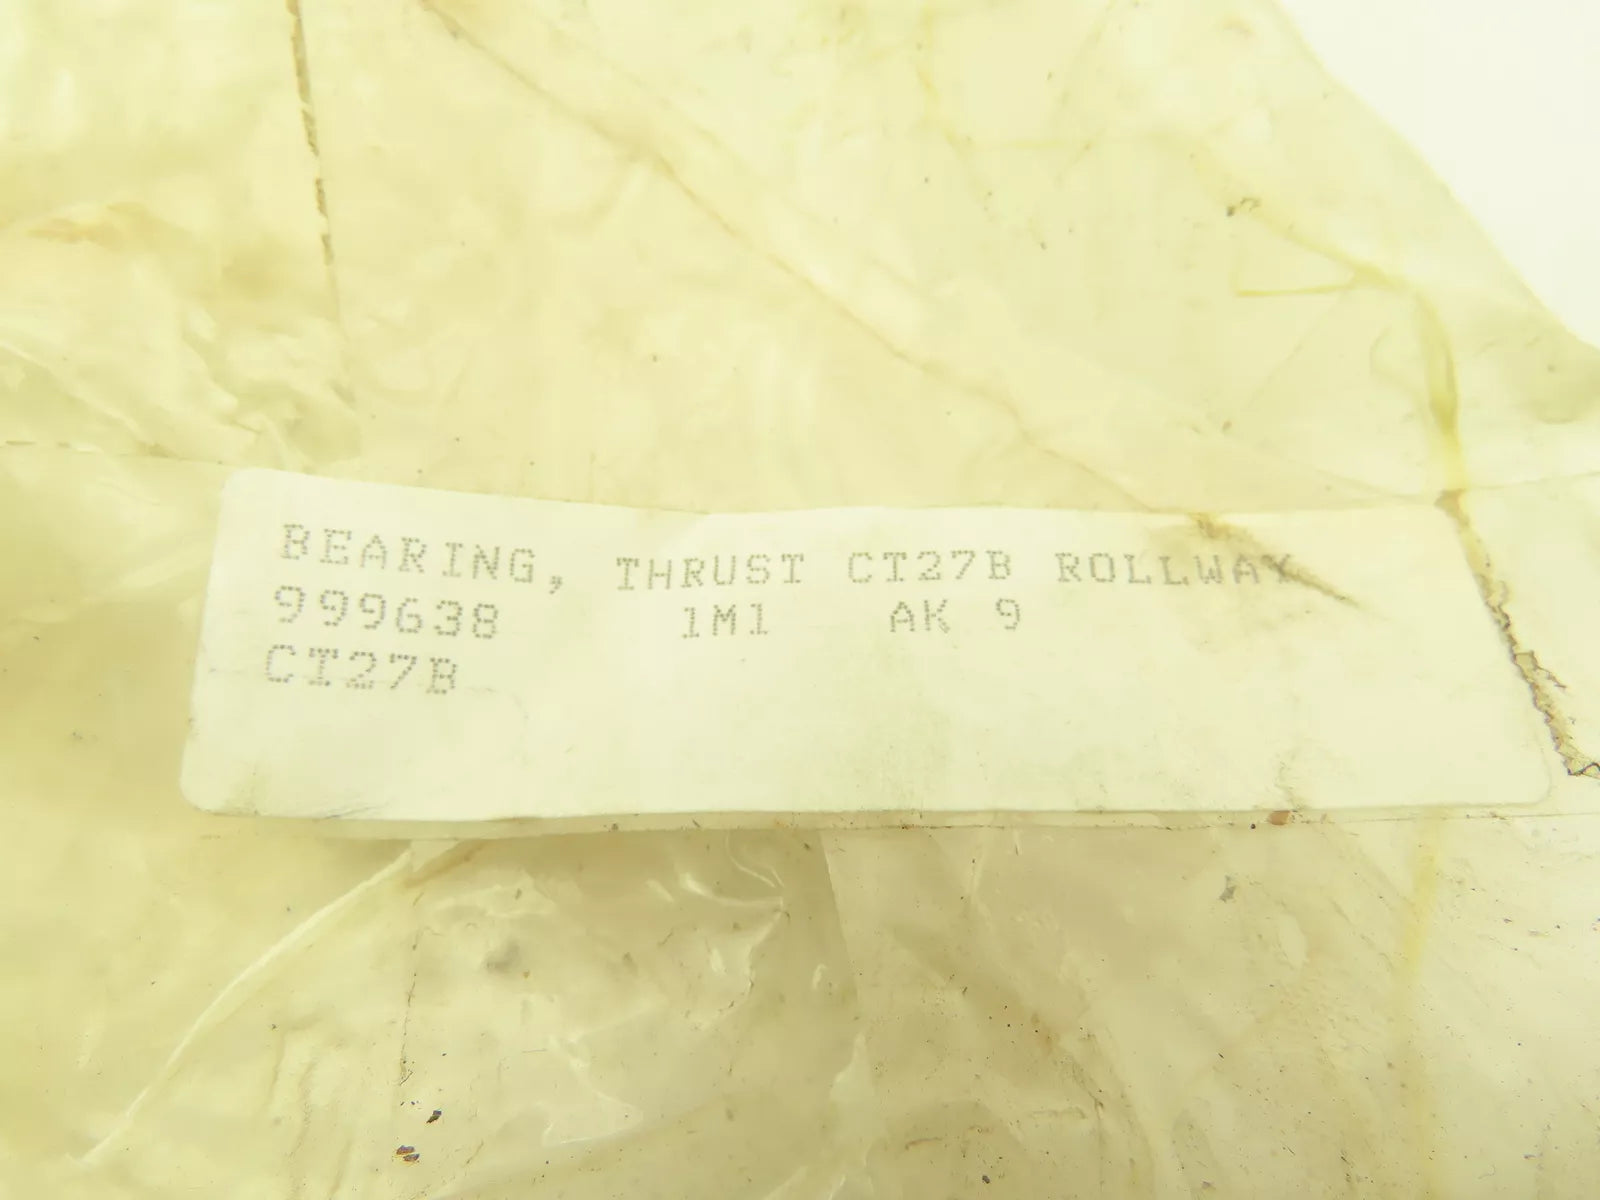 BEARING, THRUST CT27B ROLLWAY
999638 1M1 AK 9
CT27B